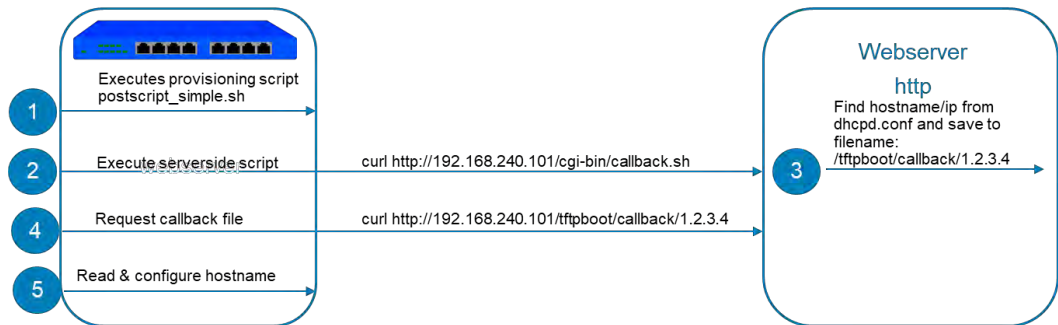 Webserver
http
Executes provisioning script
postscript_simple.sh
1
Find hostname/ip from
dhcpd.conf and save to
filename:
/tftpboot/callback/1.2.3.4
2
Execute serverside script
webserver
curl http://192.168.240.101/cgi-bin/callback.sh
3
4
Request callback file
curl http://192.168.240.101/tftpboot/callback/1.2.3.4
5
Read & configure hostname